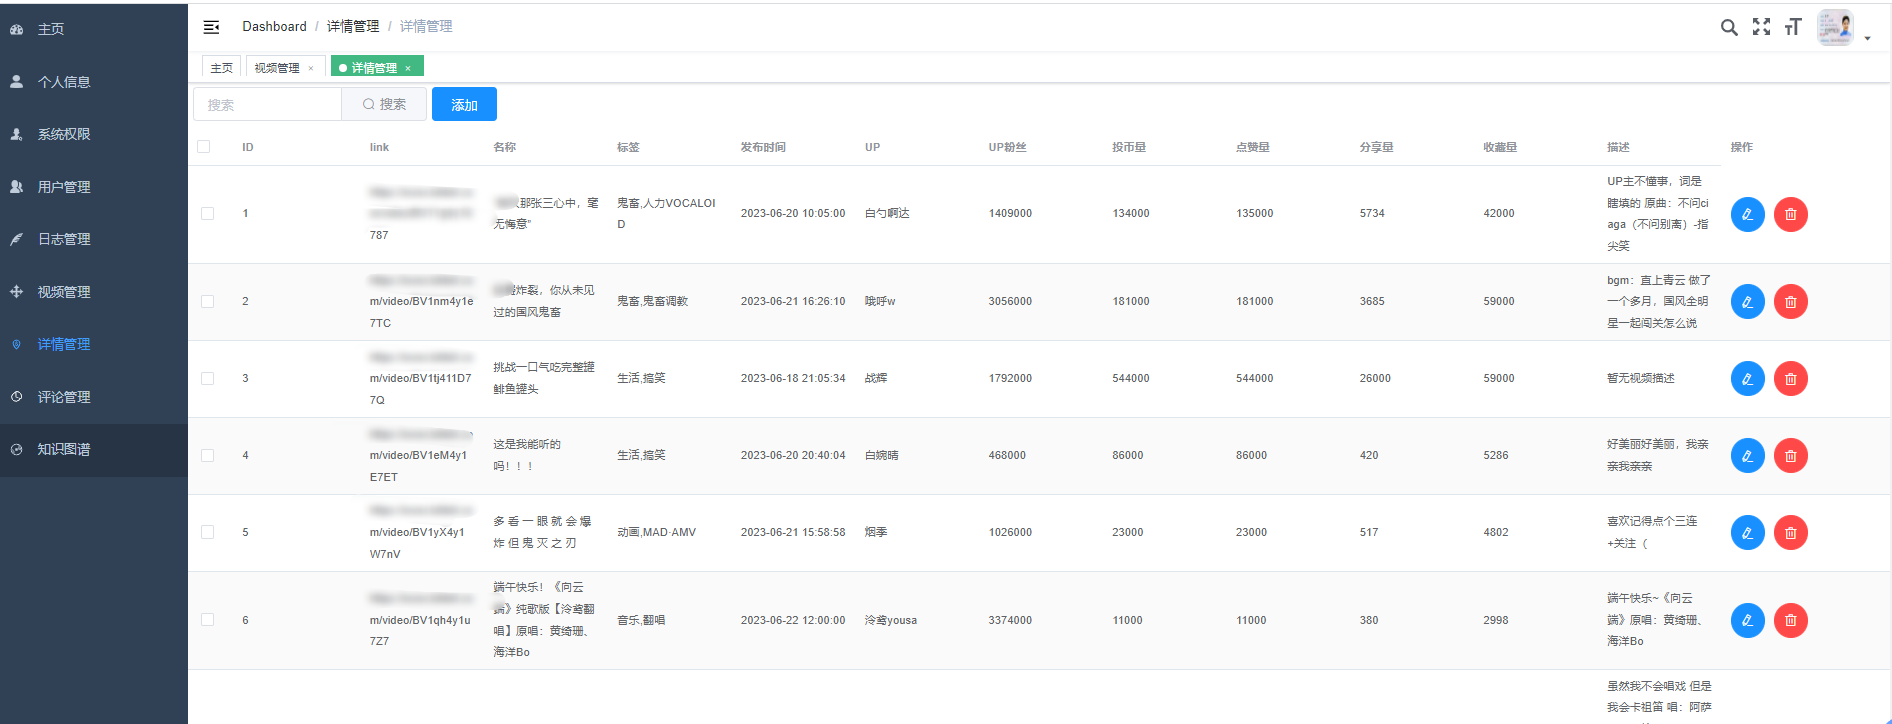 主页
个人信息
系统权限
用户管理
日志管理
视频管理
详情管理
评论管理
知识图谱
Dashboard / 详情管理 / 详情管理
主页 视频管理 × 详情管理 ×
搜索 搜索 添加
ID link 名称 标签 发布时间 UP UP粉丝 投币量 点赞量 分享量 收藏量 描述 操作
1
787
那张三心中,毫
无悔意"
鬼畜,人力VOCALOI
D
2023-06-20 10:05:00 白勺啊达 1409000 134000 135000 5734 42000
UP主不懂事,词是
瞎填的 原曲:不问ci
aga(不问别离)-指
尖笑
2
m/video/BV1nm4y1e
7TC
炸裂,你从未见
过的国风鬼畜
鬼畜,鬼畜调教 2023-06-21 16:26:10 哦呼w 3056000 181000 181000 3685 59000
bgm:直上青云 做了
一个多月,国风全明
星一起闯关怎么说
3
m/video/BV1tj411D7
7Q
挑战一口气吃完整罐
鲱鱼罐头
生活,搞笑 2023-06-18 21:05:34 战辉 1792000 544000 544000 26000 59000 暂无视频描述
4
m/video/BV1eM4y1
E7ET
这是我能听的
吗!!!
生活,搞笑 2023-06-20 20:40:04 白婉晴 468000 86000 86000 420 5286
好美丽好美丽,我亲
亲我亲亲
5
m/video/BV1yX4y1
W7nV
多 看 一 眼 就 会 爆
炸 但 鬼 灭 之 刃
动画,MAD·AMV 2023-06-21 15:58:58 烟季 1026000 23000 23000 517 4802
喜欢记得点个三连
+关注(
6
m/video/BV1qh4y1u
7Z7
端午快乐!《向云
端》纯歌版【泠鸢翻
唱】原唱:黄绮珊、
海洋Bo
音乐,翻唱 2023-06-22 12:00:00 泠鸢yousa 3374000 11000 11000 380 2998
端午快乐~《向云
端》原唱:黄绮珊、
海洋Bo
虽然我不会唱戏 但是
我会卡祖笛 唱:阿萨